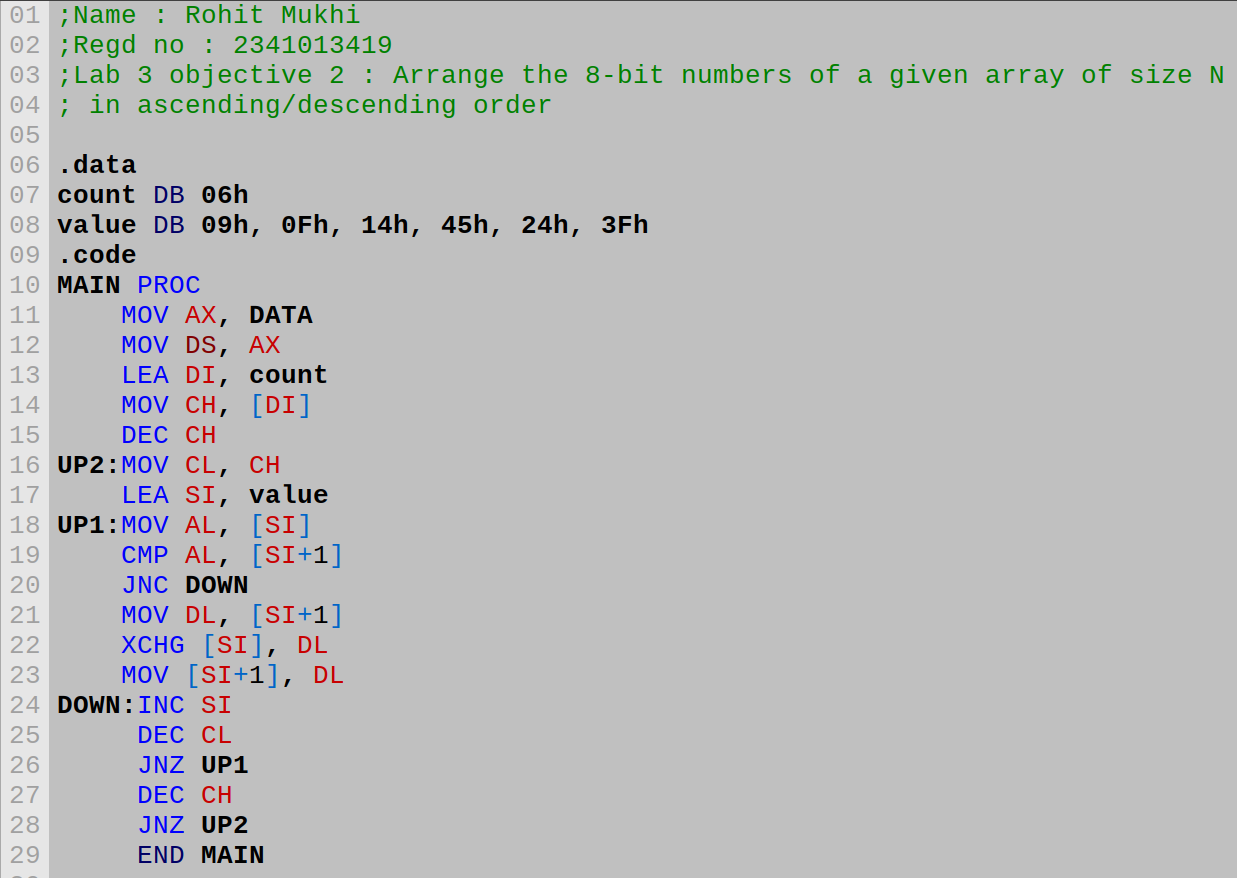 01 ;Name : Rohit Mukhi
02 ;Regd no : 2341013419
03 ;Lab 3 objective 2 : Arrange the 8-bit numbers of a given array of size N
04 ; in ascending/descending order
05
06 .data
07 count DB 06h
08 value DB 09h, 0Fh, 14h, 45h, 24h, 3Fh
09 .code
10 MAIN PROC
11     MOV AX, DATA
12     MOV DS, AX
13     LEA DI, count
14     MOV CH, [DI]
15     DEC CH
16 UP2:MOV CL, CH
17     LEA SI, value
18 UP1:MOV AL, [SI]
19     CMP AL, [SI+1]
20     JNC DOWN
21     MOV DL, [SI+1]
22     XCHG [SI], DL
23     MOV [SI+1], DL
24 DOWN:INC SI
25      DEC CL
26      JNZ UP1
27      DEC CH
28      JNZ UP2
29      END MAIN